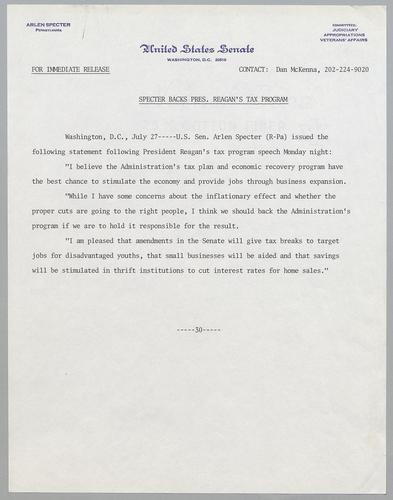 ARLEN SPECTER
PENNSYLVANIA
COMMITTEES:
JUDICIARY
APPROPRIATIONS
VETERANS' AFFAIRS
United States Senate
WASHINGTON, D.C. 20510
FOR IMMEDIATE RELEASE
CONTACT: Dan McKenna, 202-224-9020
SPECTER BACKS PRES. REAGAN'S TAX PROGRAM
Washington, D.C., July 27-----U.S. Sen. Arlen Specter (R-Pa) issued the
following statement following President Reagan's tax program speech Monday night:
"I believe the Administration's tax plan and economic recovery program have
the best chance to stimulate the economy and provide jobs through business expansion.
"While I have some concerns about the inflationary effect and whether the
proper cuts are going to the right people, I think we should back the Administration's
program if we are to hold it responsible for the result.
"I am pleased that amendments in the Senate will give tax breaks to target
jobs for disadvantaged youths, that small businesses will be aided and that savings
will be stimulated in thrift institutions to cut interest rates for home sales."
-----30-----